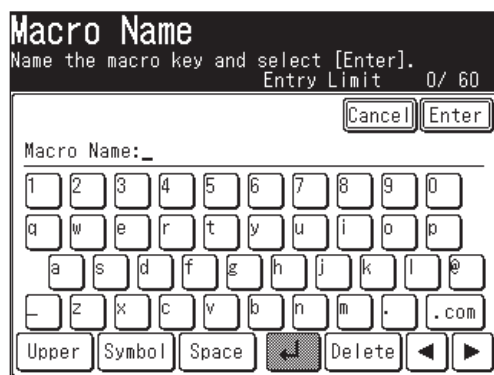 Macro Name
Name the macro key and select [Enter].
Entry Limit 0/ 60
Cancel Enter
Macro Name:_
1 2 3 4 5 6 7 8 9 0
q w e r t y u i o p
a s d f g h j k l @
_ z x c v b n m . .com
Upper Symbol Space ↵ Delete ◀ ▶